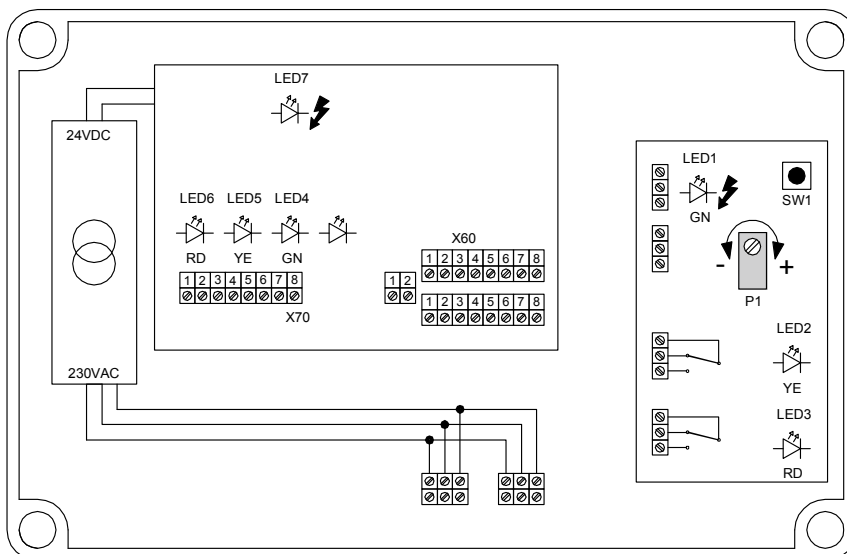 LED7
24VDC
LED6 LED5 LED4
RD YE GN
X60
1 2 3 4 5 6 7 8
1 2 3 4 5 6 7 8
1 2
1 2 3 4 5 6 7 8
X70
230VAC
LED1
GN
SW1
- +
P1
LED2
YE
LED3
RD